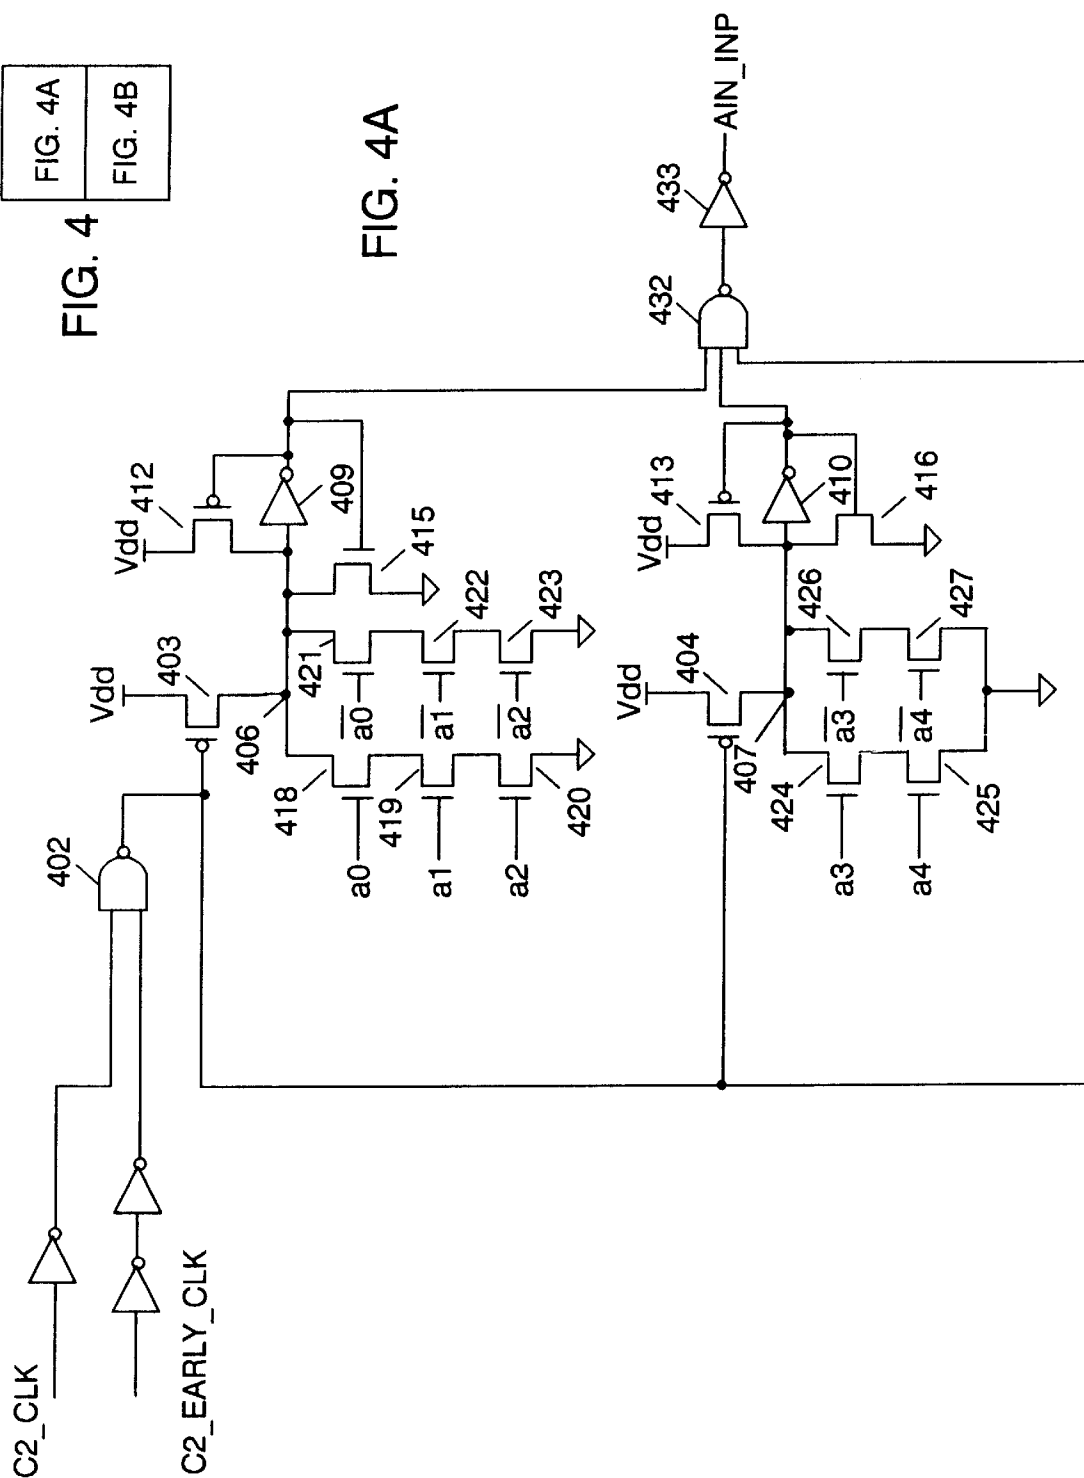 FIG. 4
FIG. 4A
FIG. 4B
FIG. 4A
C2_CLK
C2_EARLY_CLK
402
Vdd
403
406
Vdd
412
409
415
418
419
420
421
422
423
a0
a1
a2
a0
a1
a2
Vdd
404
407
Vdd
413
410
416
424
425
426
427
a3
a4
a3
a4
432
433
AIN_INP